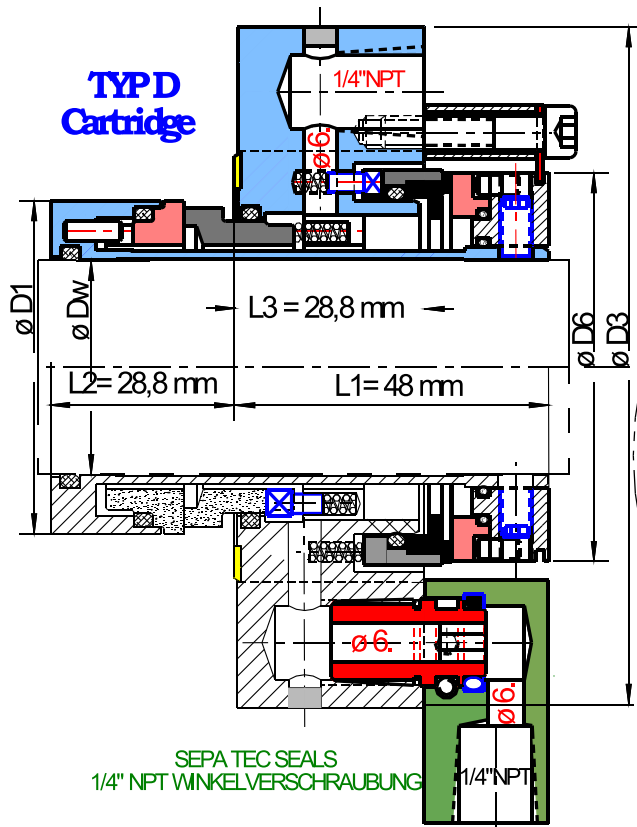 TYP D
Cartridge
1/4"NPT
ø 6.
L3 = 28,8 mm
ø D1
ø Dw
ø D6
ø D3
L2= 28,8 mm
L1= 48 mm
ø 6.
ø 6.
SEPA TEC SEALS
1/4" NPT WINKELVERSCHRAUBUNG
1/4"NPT